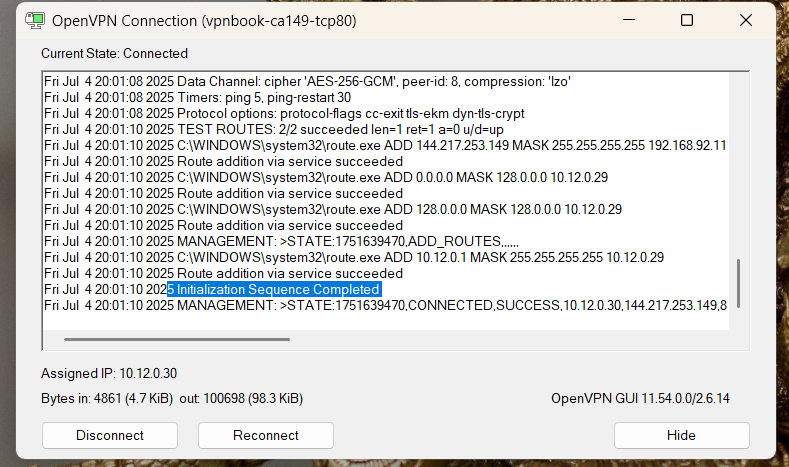 OpenVPN Connection (vpnbook-ca149-tcp80)
Current State: Connected
Fri Jul 4 20:01:08 2025 Data Channel: cipher 'AES-256-GCM', peer-id: 8, compression: 'lzo'
Fri Jul 4 20:01:08 2025 Timers: ping 5, ping-restart 30
Fri Jul 4 20:01:08 2025 Protocol options: protocol-flags cc-exit tls-ekm dyn-tls-crypt
Fri Jul 4 20:01:10 2025 TEST ROUTES: 2/2 succeeded len=1 ret=1 a=0 u/d=up
Fri Jul 4 20:01:10 2025 C:\WINDOWS\system32\route.exe ADD 144.217.253.149 MASK 255.255.255.255 192.168.92.11
Fri Jul 4 20:01:10 2025 Route addition via service succeeded
Fri Jul 4 20:01:10 2025 C:\WINDOWS\system32\route.exe ADD 0.0.0.0 MASK 128.0.0.0 10.12.0.29
Fri Jul 4 20:01:10 2025 Route addition via service succeeded
Fri Jul 4 20:01:10 2025 C:\WINDOWS\system32\route.exe ADD 128.0.0.0 MASK 128.0.0.0 10.12.0.29
Fri Jul 4 20:01:10 2025 Route addition via service succeeded
Fri Jul 4 20:01:10 2025 MANAGEMENT: >STATE:1751639470,ADD_ROUTES,,,,,,
Fri Jul 4 20:01:10 2025 C:\WINDOWS\system32\route.exe ADD 10.12.0.1 MASK 255.255.255.255 10.12.0.29
Fri Jul 4 20:01:10 2025 Route addition via service succeeded
Fri Jul 4 20:01:10 2025 Initialization Sequence Completed
Fri Jul 4 20:01:10 2025 MANAGEMENT: >STATE:1751639470,CONNECTED,SUCCESS,10.12.0.30,144.217.253.149,8
Assigned IP: 10.12.0.30
Bytes in: 4861 (4.7 KiB) out: 100698 (98.3 KiB)
OpenVPN GUI 11.54.0.0/2.6.14
Disconnect
Reconnect
Hide